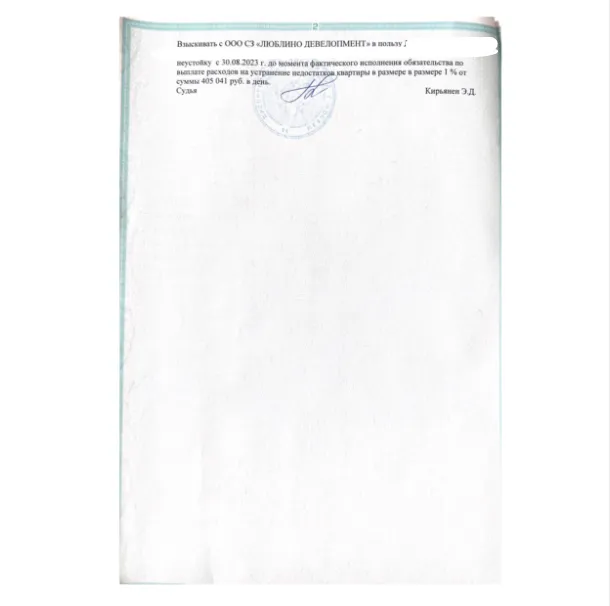 2
Взыскивать с ООО СЗ «ЛЮБЛИНО ДЕВЕЛОПМЕНТ» в пользу
неустойку с 30.08.2023 г. до момента фактического исполнения обязательства по
выплате расходов на устранение недостатков квартиры в размере в размере 1 % от
суммы 405 041 руб. в день.
Судья Кирьянен Э.Д.